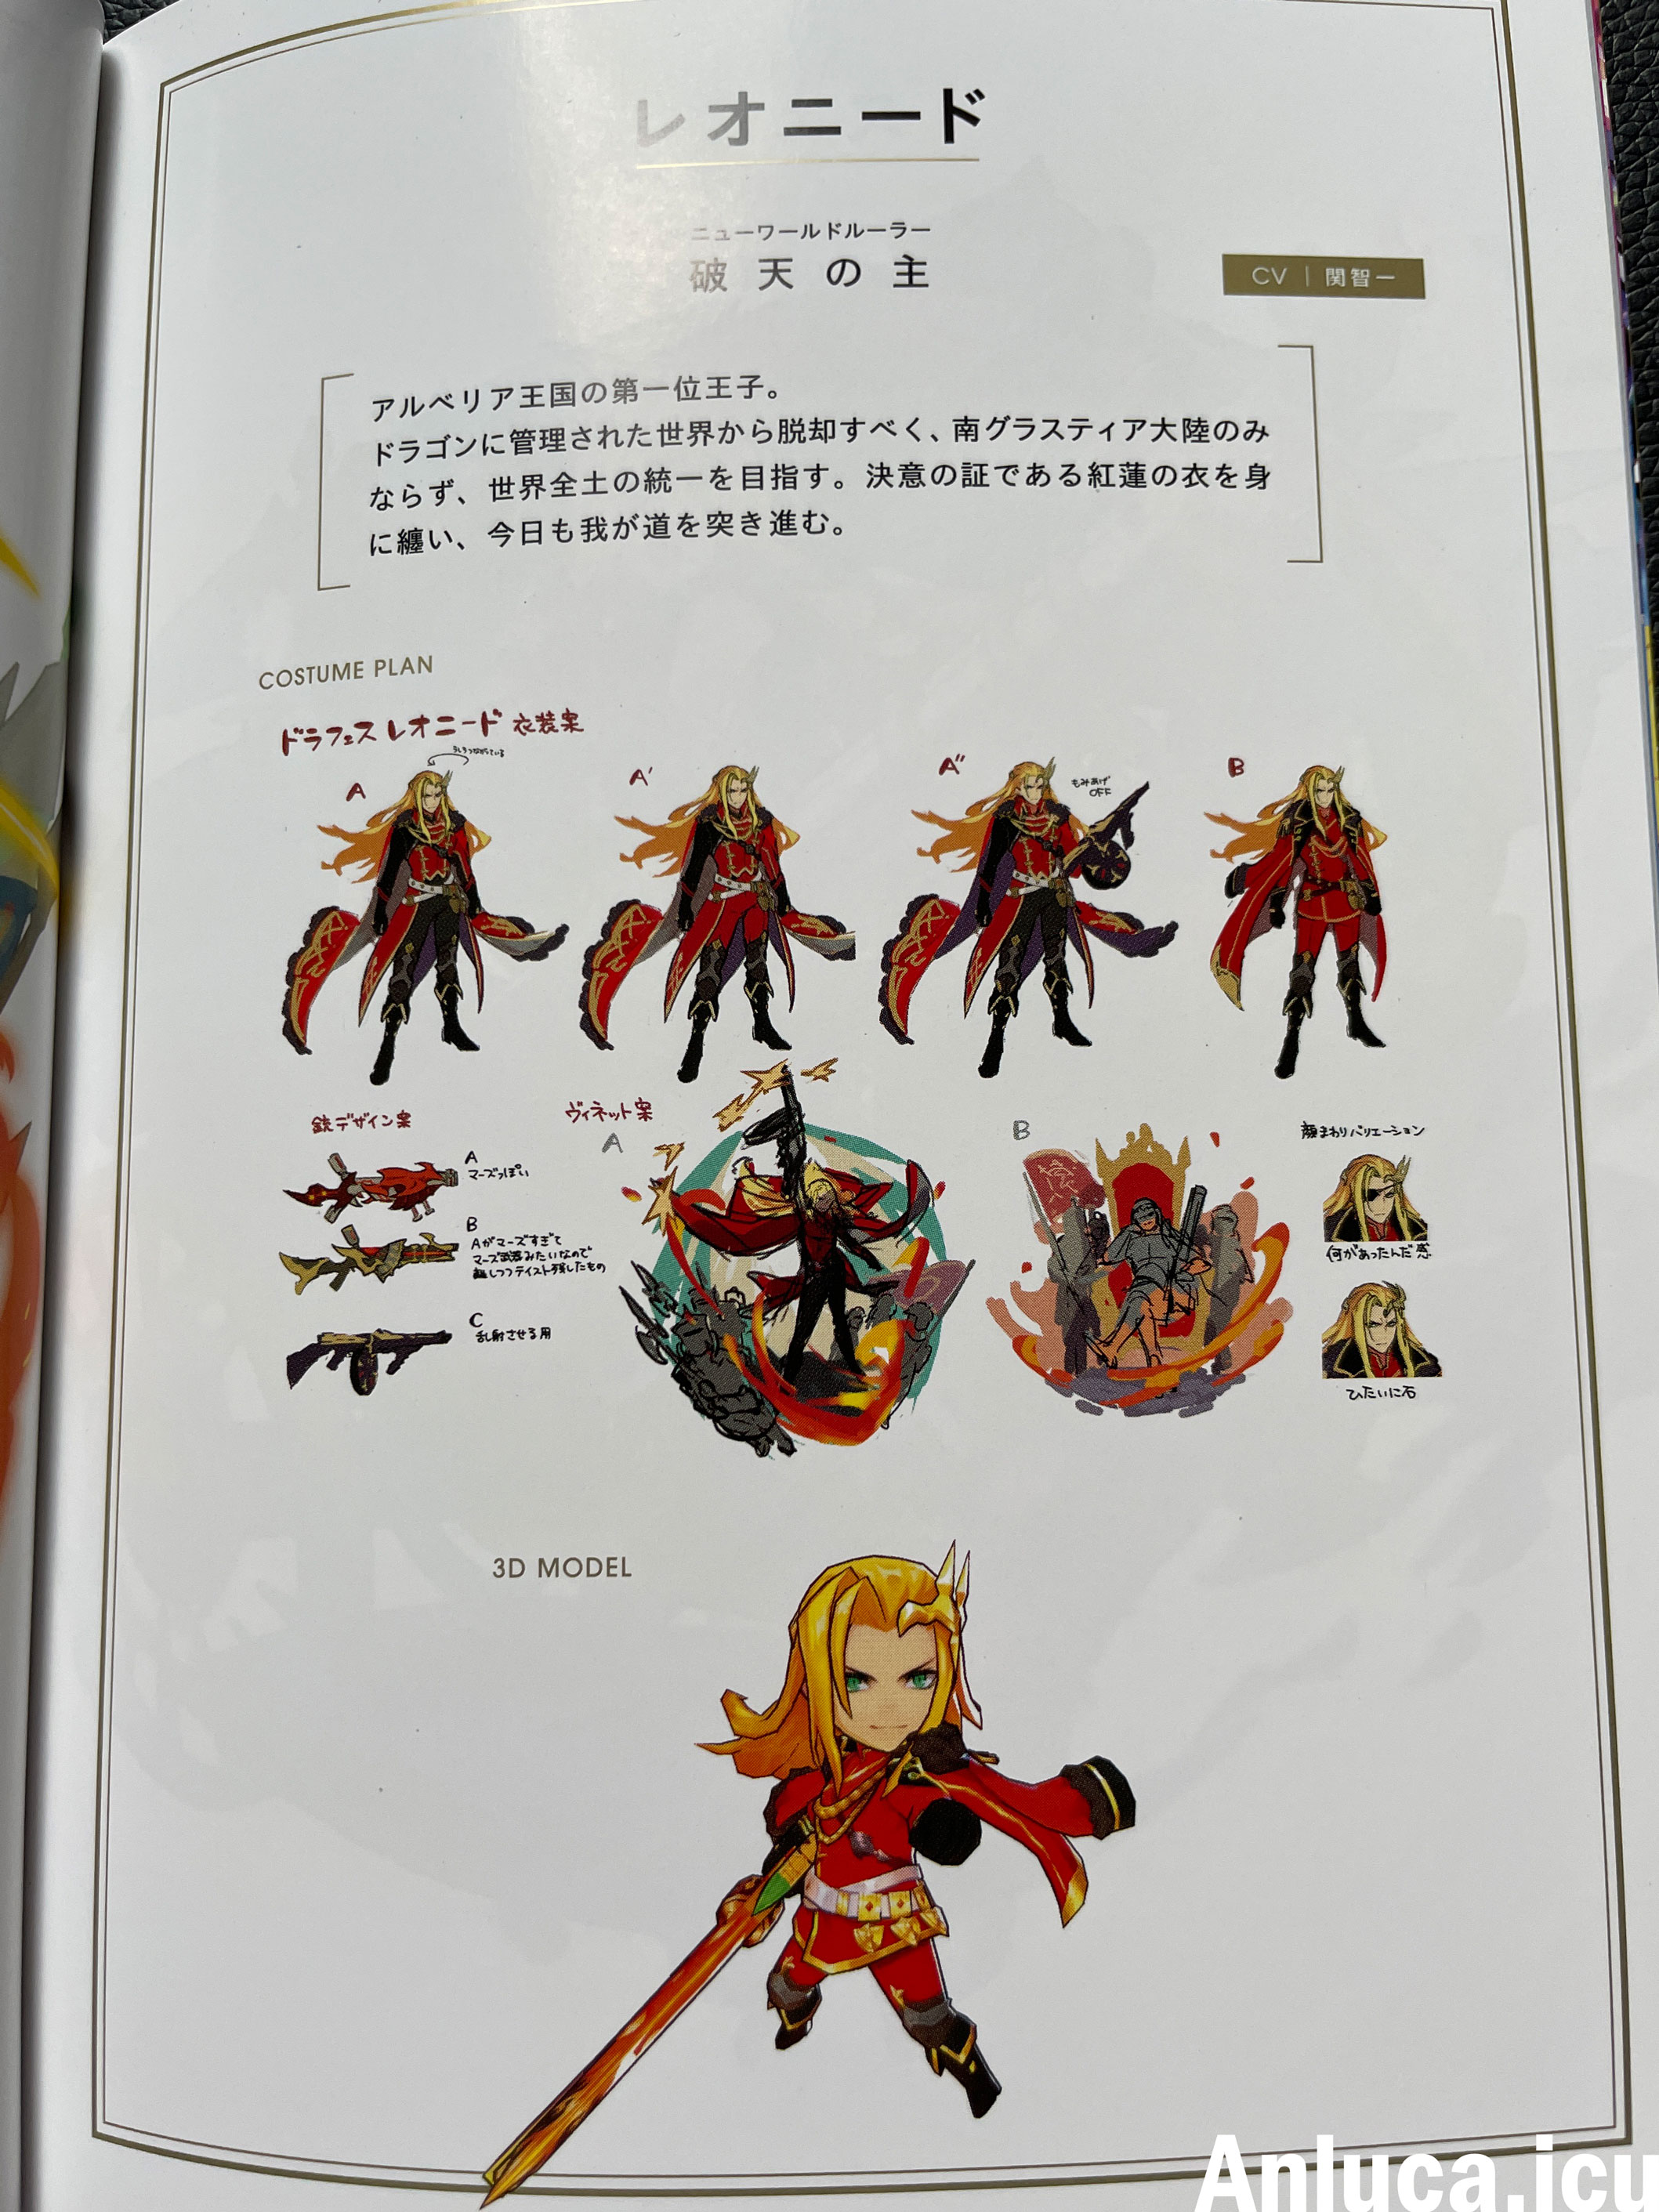 レオニード
ニューワールドルーラー
破天の主
CV｜関智一
アルベリア王国の第一位王子。
ドラゴンに管理された世界から脱却すべく、南グラスティア大陸のみ
ならず、世界全土の統一を目指す。決意の証である紅蓮の衣を身
に纏い、今日も我が道を突き進む。
COSTUME PLAN
ドラフェス レオニード 衣装案
うしろつながっている
A
A'
A"
もみあげ
OFF
B
銃デザイン案
A
マーズっぽい
B
Aがマーズすぎて
マーズ武器みたいなので
離しつつテイスト残したもの
C
乱射させる用
ヴィネット案
A
B
顔まわりバリエーション
何があったんだ感
ひたいに石
3D MODEL
Anluca.icu